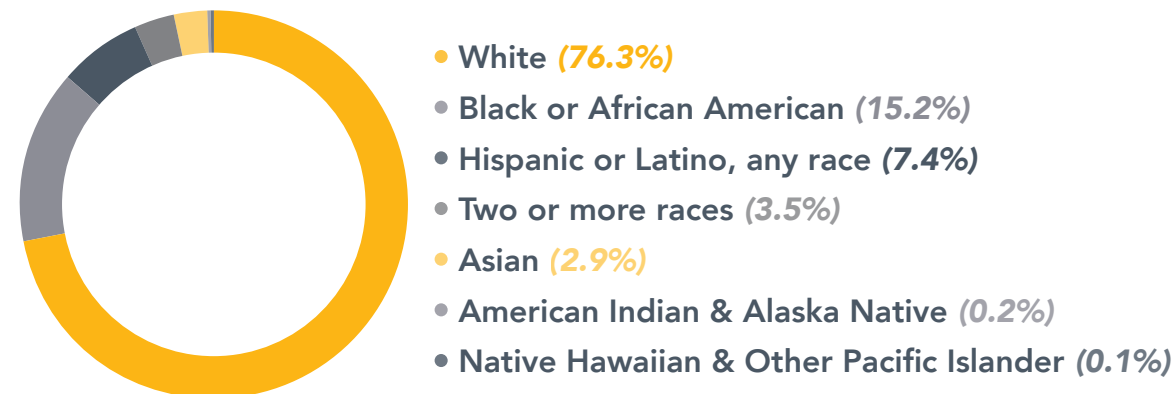 • White (76.3%)
• Black or African American (15.2%)
• Hispanic or Latino, any race (7.4%)
• Two or more races (3.5%)
• Asian (2.9%)
• American Indian & Alaska Native (0.2%)
• Native Hawaiian & Other Pacific Islander (0.1%)